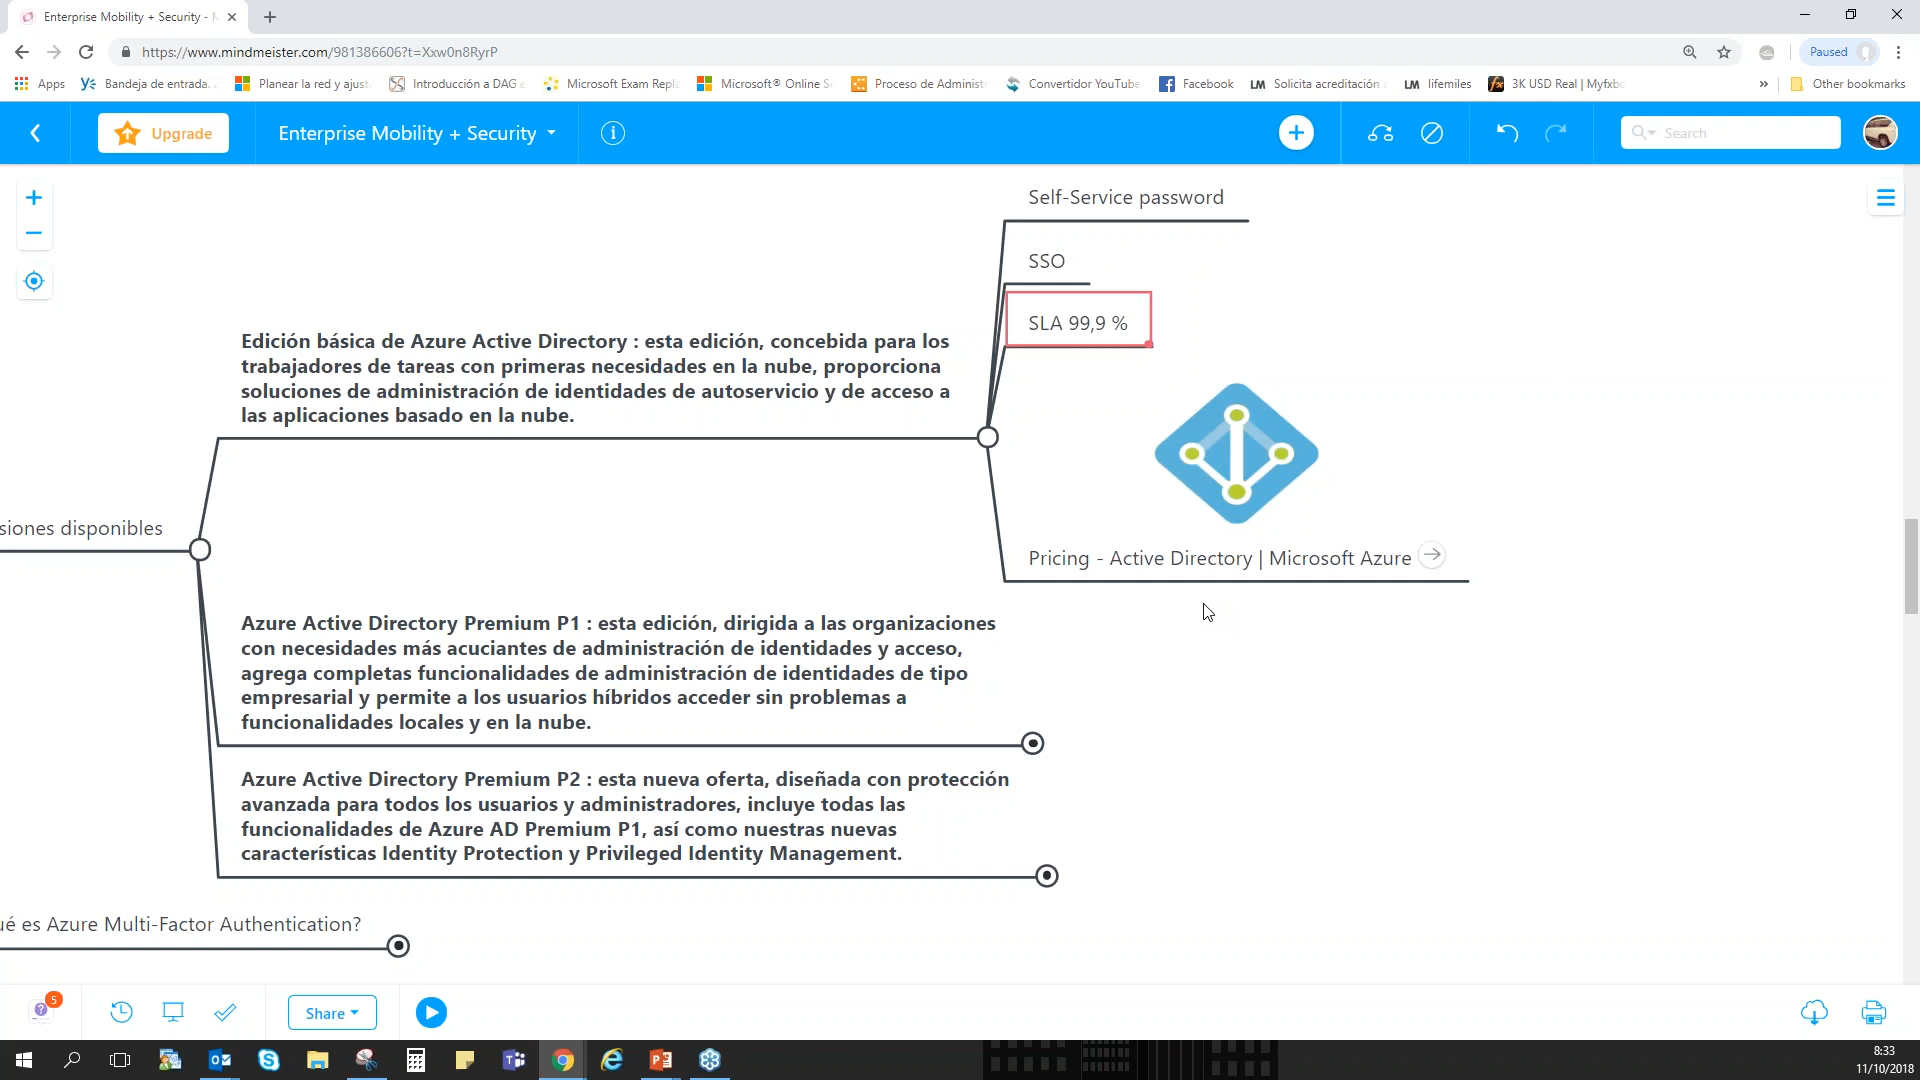 Enterprise Mobility + Security -
https://www.mindmeister.com/981386606?t=Xxw0n8RyrP
Paused
Apps
Bandeja de entrada.
Planear la red y ajust
Introducción a DAG e
Microsoft Exam Repla
Microsoft® Online Se
Proceso de Administ
Convertidor YouTube
Facebook
LM Solicita acreditación
LM lifemiles
fx 3K USD Real | Myfxb
» Other bookmarks
Upgrade
Enterprise Mobility + Security
Search
Self-Service password
SSO
SLA 99,9 %
Edición básica de Azure Active Directory : esta edición, concebida para los
trabajadores de tareas con primeras necesidades en la nube, proporciona
soluciones de administración de identidades de autoservicio y de acceso a
las aplicaciones basado en la nube.
siones disponibles
Pricing - Active Directory | Microsoft Azure
Azure Active Directory Premium P1 : esta edición, dirigida a las organizaciones
con necesidades más acuciantes de administración de identidades y acceso,
agrega completas funcionalidades de administración de identidades de tipo
empresarial y permite a los usuarios híbridos acceder sin problemas a
funcionalidades locales y en la nube.
Azure Active Directory Premium P2 : esta nueva oferta, diseñada con protección
avanzada para todos los usuarios y administradores, incluye todas las
funcionalidades de Azure AD Premium P1, así como nuestras nuevas
características Identity Protection y Privileged Identity Management.
ué es Azure Multi-Factor Authentication?
5
Share
8:33
11/10/2018